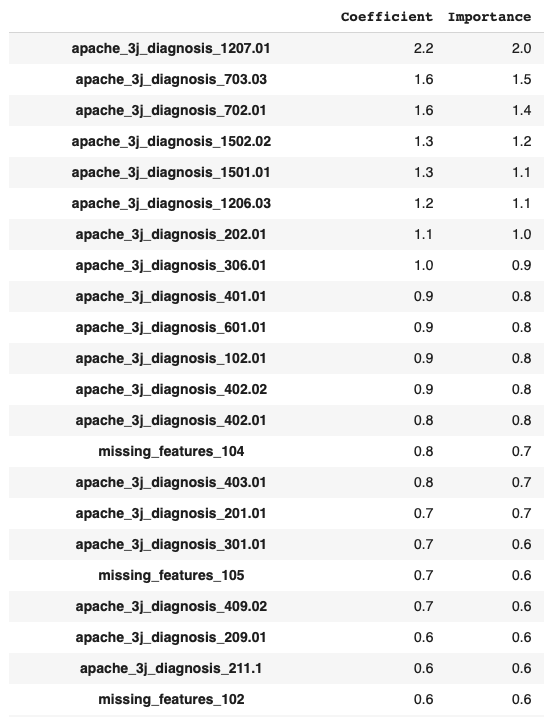 Coefficient Importance
apache_3j_diagnosis_1207.01 2.2 2.0
apache_3j_diagnosis_703.03 1.6 1.5
apache_3j_diagnosis_702.01 1.6 1.4
apache_3j_diagnosis_1502.02 1.3 1.2
apache_3j_diagnosis_1501.01 1.3 1.1
apache_3j_diagnosis_1206.03 1.2 1.1
apache_3j_diagnosis_202.01 1.1 1.0
apache_3j_diagnosis_306.01 1.0 0.9
apache_3j_diagnosis_401.01 0.9 0.8
apache_3j_diagnosis_601.01 0.9 0.8
apache_3j_diagnosis_102.01 0.9 0.8
apache_3j_diagnosis_402.02 0.9 0.8
apache_3j_diagnosis_402.01 0.8 0.8
missing_features_104 0.8 0.7
apache_3j_diagnosis_403.01 0.8 0.7
apache_3j_diagnosis_201.01 0.7 0.7
apache_3j_diagnosis_301.01 0.7 0.6
missing_features_105 0.7 0.6
apache_3j_diagnosis_409.02 0.7 0.6
apache_3j_diagnosis_209.01 0.6 0.6
apache_3j_diagnosis_211.1 0.6 0.6
missing_features_102 0.6 0.6